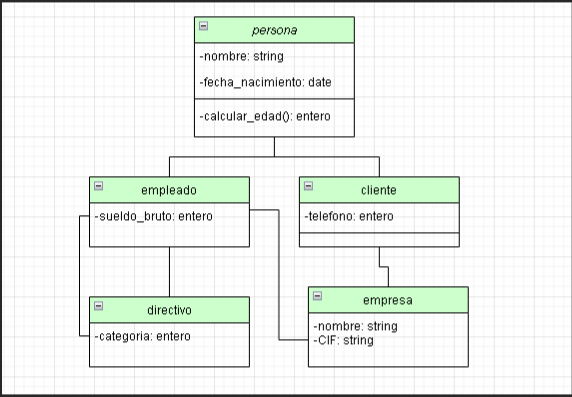 persona
-nombre: string
-fecha_nacimiento: date
-calcular_edad(): entero
empleado
-sueldo_bruto: entero
cliente
-telefono: entero
directivo
-categoria: entero
empresa
-nombre: string
-CIF: string